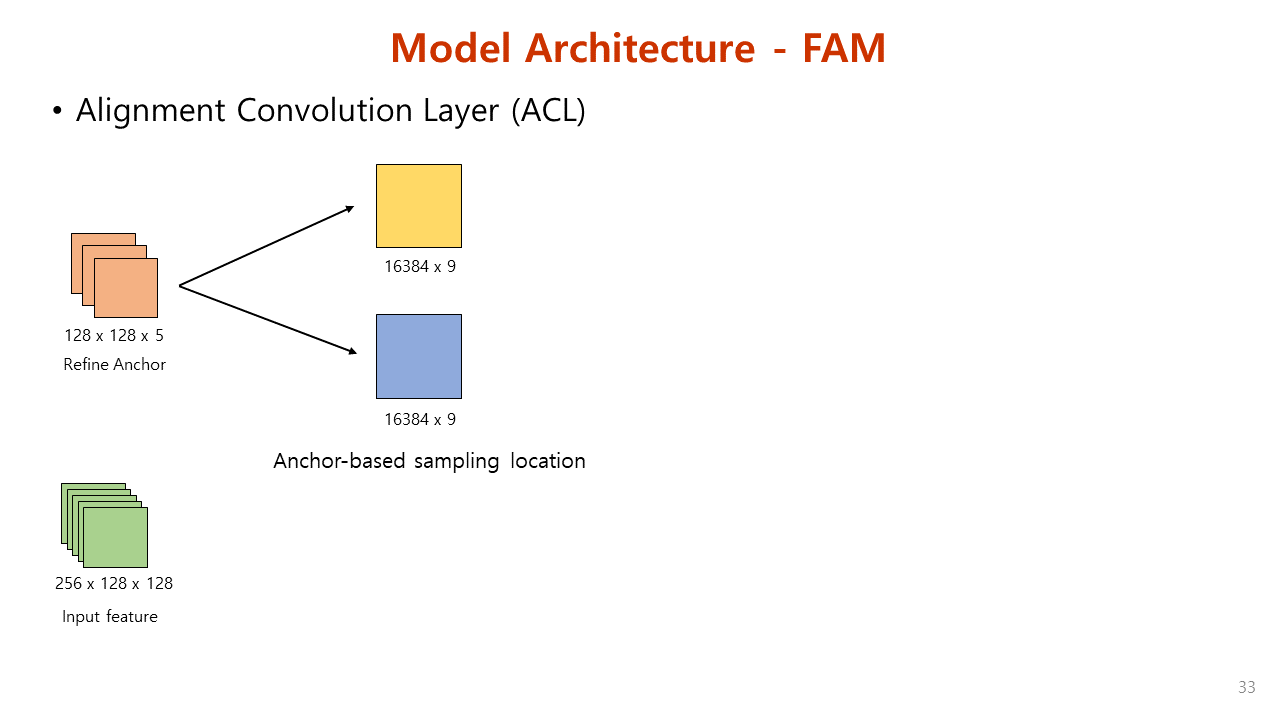 Model Architecture - FAM
• Alignment Convolution Layer (ACL)
16384 x 9
128 x 128 x 5
Refine Anchor
16384 x 9
Anchor-based sampling location
256 x 128 x 128
Input feature
33